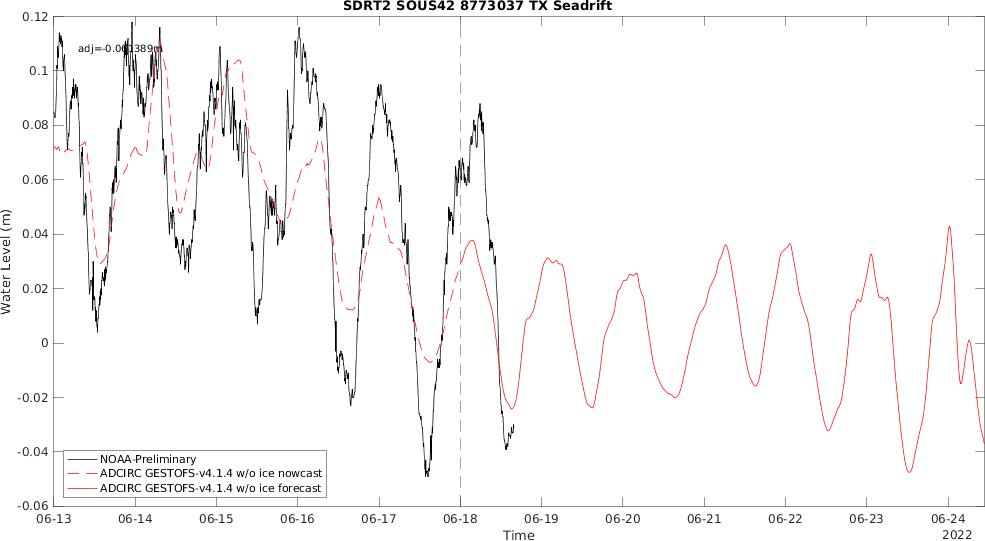 SDRT2 SOUS42 8773037 TX Seadrift
0.12
0.1
0.08
0.06
0.04
0.02
0
-0.02
-0.04
-0.06
Water Level (m)
NOAA-Preliminary
ADCIRC GESTOFS-v4.1.4 w/o ice nowcast
ADCIRC GESTOFS-v4.1.4 w/o ice forecast
06-13 06-14 06-15 06-16 06-17 06-18 06-19 06-20 06-21 06-22 06-23 06-24
Time
2022